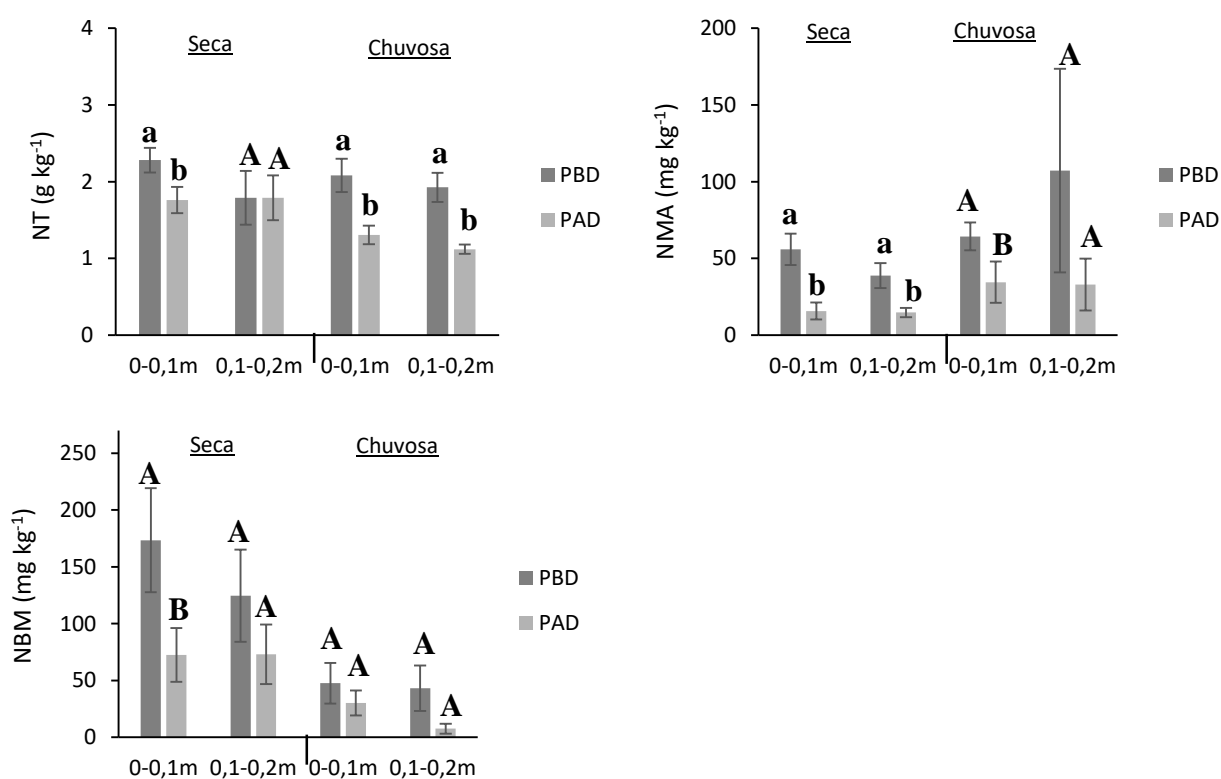 NT (g kg-1)
4
3
2
1
0
Seca
Chuvosa
a
b
A
A
a
b
a
b
0-0,1m
0,1-0,2m
0-0,1m
0,1-0,2m
PBD
PAD
NMA (mg kg-1)
200
150
100
50
0
Seca
Chuvosa
a
b
a
b
A
B
A
A
0-0,1m
0,1-0,2m
0-0,1m
0,1-0,2m
PBD
PAD
NBM (mg kg-1)
250
200
150
100
50
0
Seca
Chuvosa
A
B
A
A
A
A
A
A
0-0,1m
0,1-0,2m
0-0,1m
0,1-0,2m
PBD
PAD